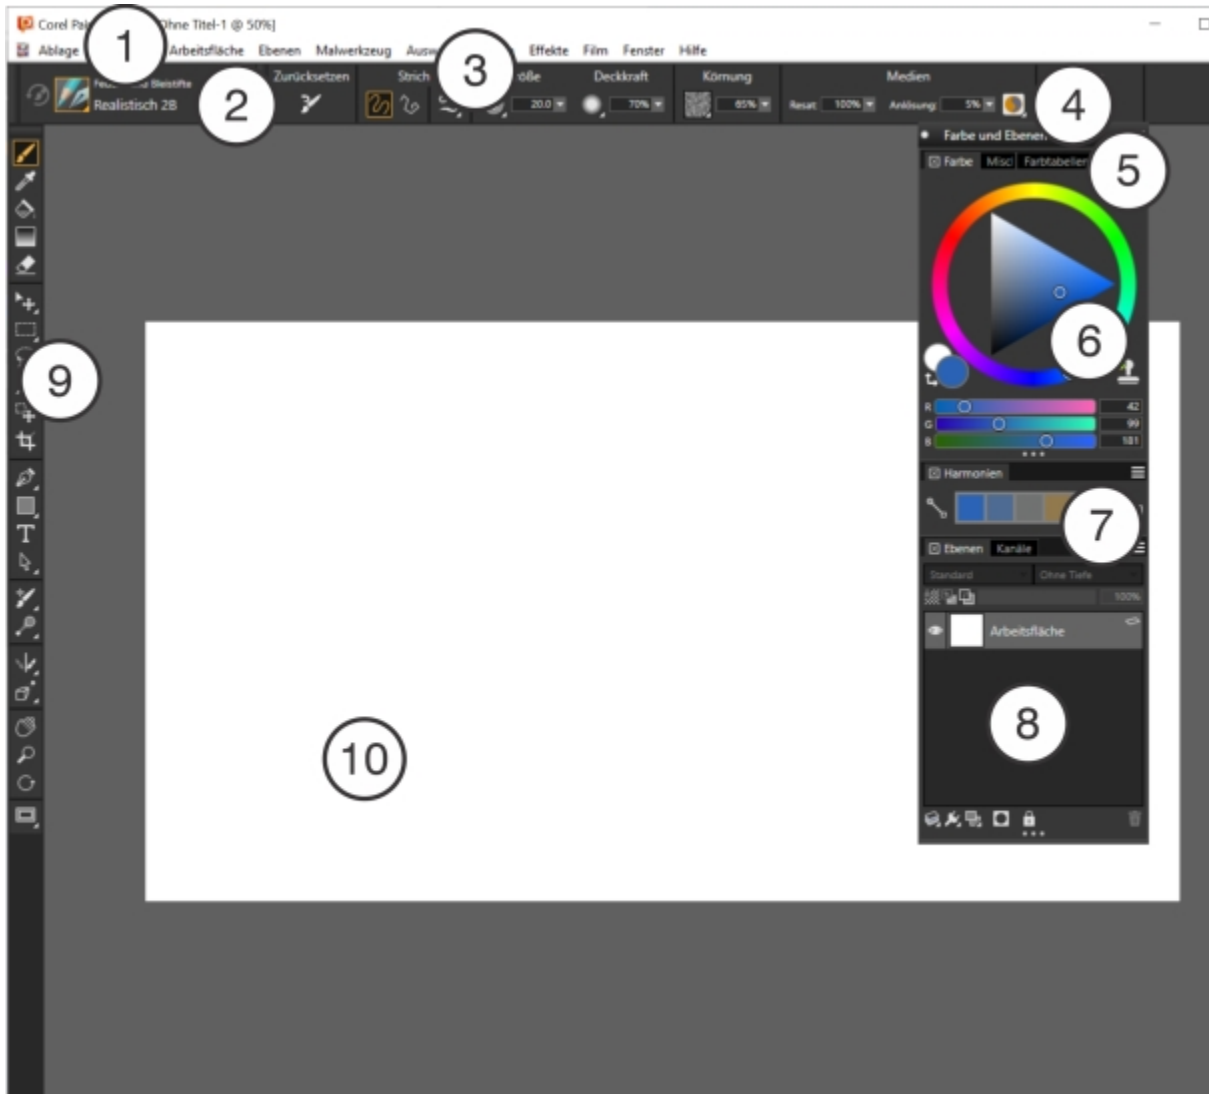 Corel Ohne Titel-1 @ 50%]
Ablage Arbeitsfläche Ebenen Malwerkzeug Effekte Film Fenster Hilfe
Zurücksetzen Strich Deckkraft Körnung Medien
Bleistifte
Realistisch 2B
20.0 70% 65% Resat: 100% Anlösung: 5%
1
2
3
4
Farbe und Ebenen
5
Farbe Farbtabellen
6
R 42
G 99
B 181
Harmonien
7
Ebenen Kanäle
Standard Ohne Tiefe
100%
Arbeitsfläche
8
9
T
10